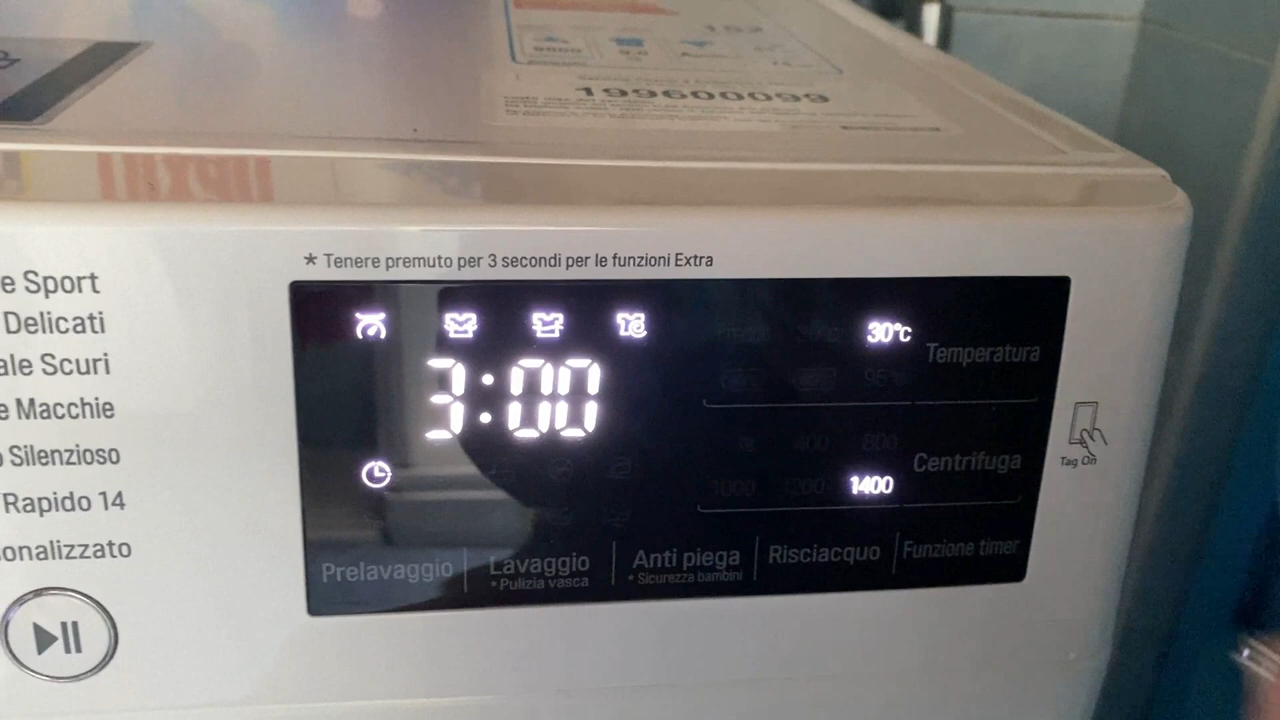 199600099
* Tenere premuto per 3 secondi per le funzioni Extra
e Sport
Delicati
ale Scuri
e Macchie
o Silenzioso
Rapido 14
onalizzato
30°c
Temperatura
95°c
3:00
400 800
Centrifuga
1000 1200 1400
Tag On
Prelavaggio
Lavaggio
* Pulizia vasca
Anti piega
* Sicurezza bambini
Risciacquo
Funzione timer